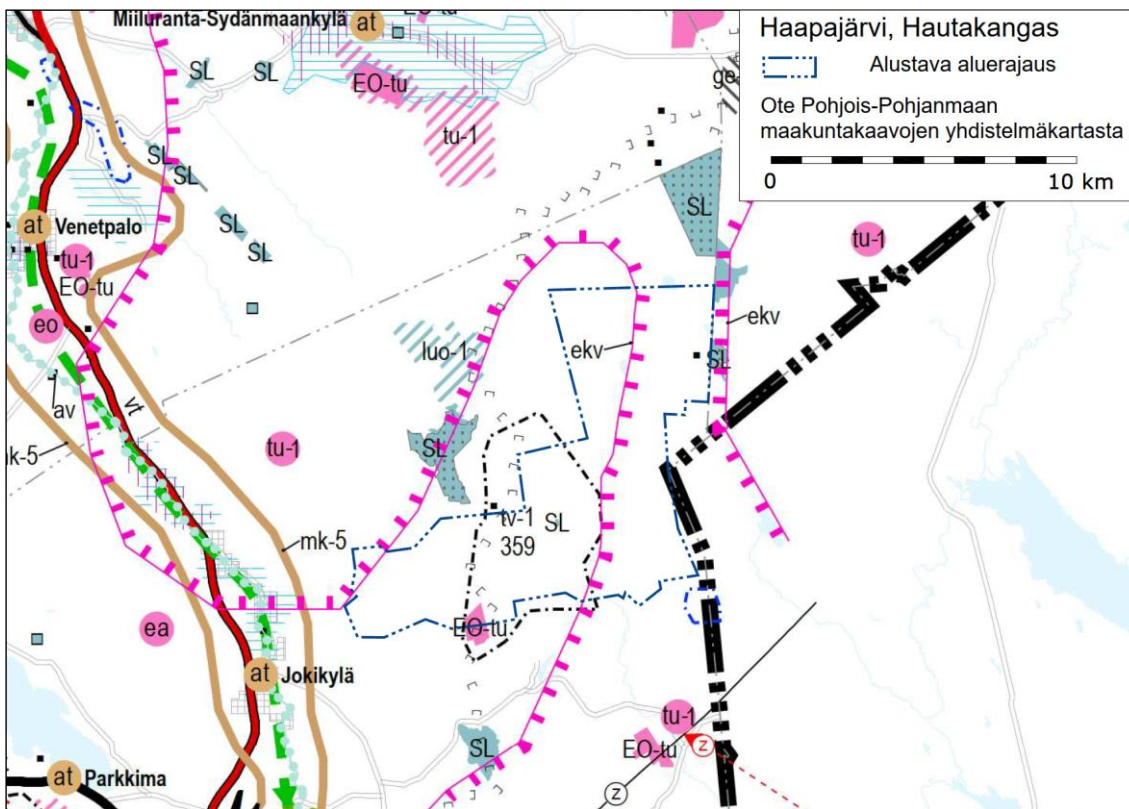 Haapajärvi, Hautakangas
Alustava aluerajaus
Ote Pohjois-Pohjanmaan
maakuntakaavojen yhdistelmäkartasta
0 10 km
Miiluranta-Sydänmaankylä
at
EO-tu
SL
SL
EO-tu
tu-1
ge
SL
SL
SL
SL
SL
at
Venetpalo
tu-1
EO-tu
tu-1
eo
luo-1
ekv
ekv
SL
av
vt
mk-5
tu-1
SL
tv-1
359
SL
mk-5
ea
EO-tu
at
Jokikylä
tu-1
SL
EO-tu
z
z
at
Parkkima